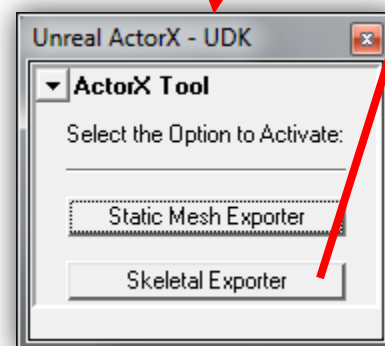 Unreal ActorX - UDK
ActorX Tool
Select the Option to Activate:
Static Mesh Exporter
Skeletal Exporter